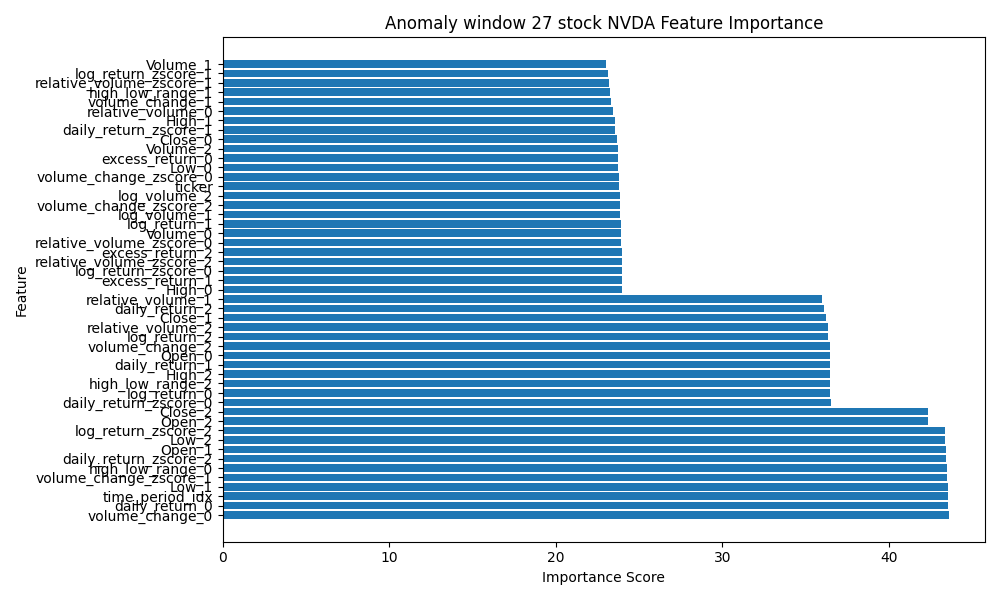 Anomaly window 27 stock NVDA Feature Importance
Volume_1
log_return_zscore_1
relative_volume_zscore_1
high_low_range_1
volume_change_1
relative_volume_0
High_1
daily_return_zscore_1
Close_0
Volume_2
excess_return_0
Low_0
volume_change_zscore_0
ticker
log_volume_2
volume_change_zscore_2
log_volume_1
log_return_1
Volume_0
relative_volume_zscore_0
excess_return_2
relative_volume_zscore_2
log_return_zscore_0
excess_return_1
High_0
relative_volume_1
daily_return_2
Close_1
relative_volume_2
log_return_2
volume_change_2
Open_0
daily_return_1
High_2
high_low_range_2
log_return_0
daily_return_zscore_0
Close_2
Open_2
log_return_zscore_2
Low_2
Open_1
daily_return_zscore_2
high_low_range_0
volume_change_zscore_1
Low_1
time_period_idx
daily_return_0
volume_change_0
Feature
0 10 20 30 40
Importance Score